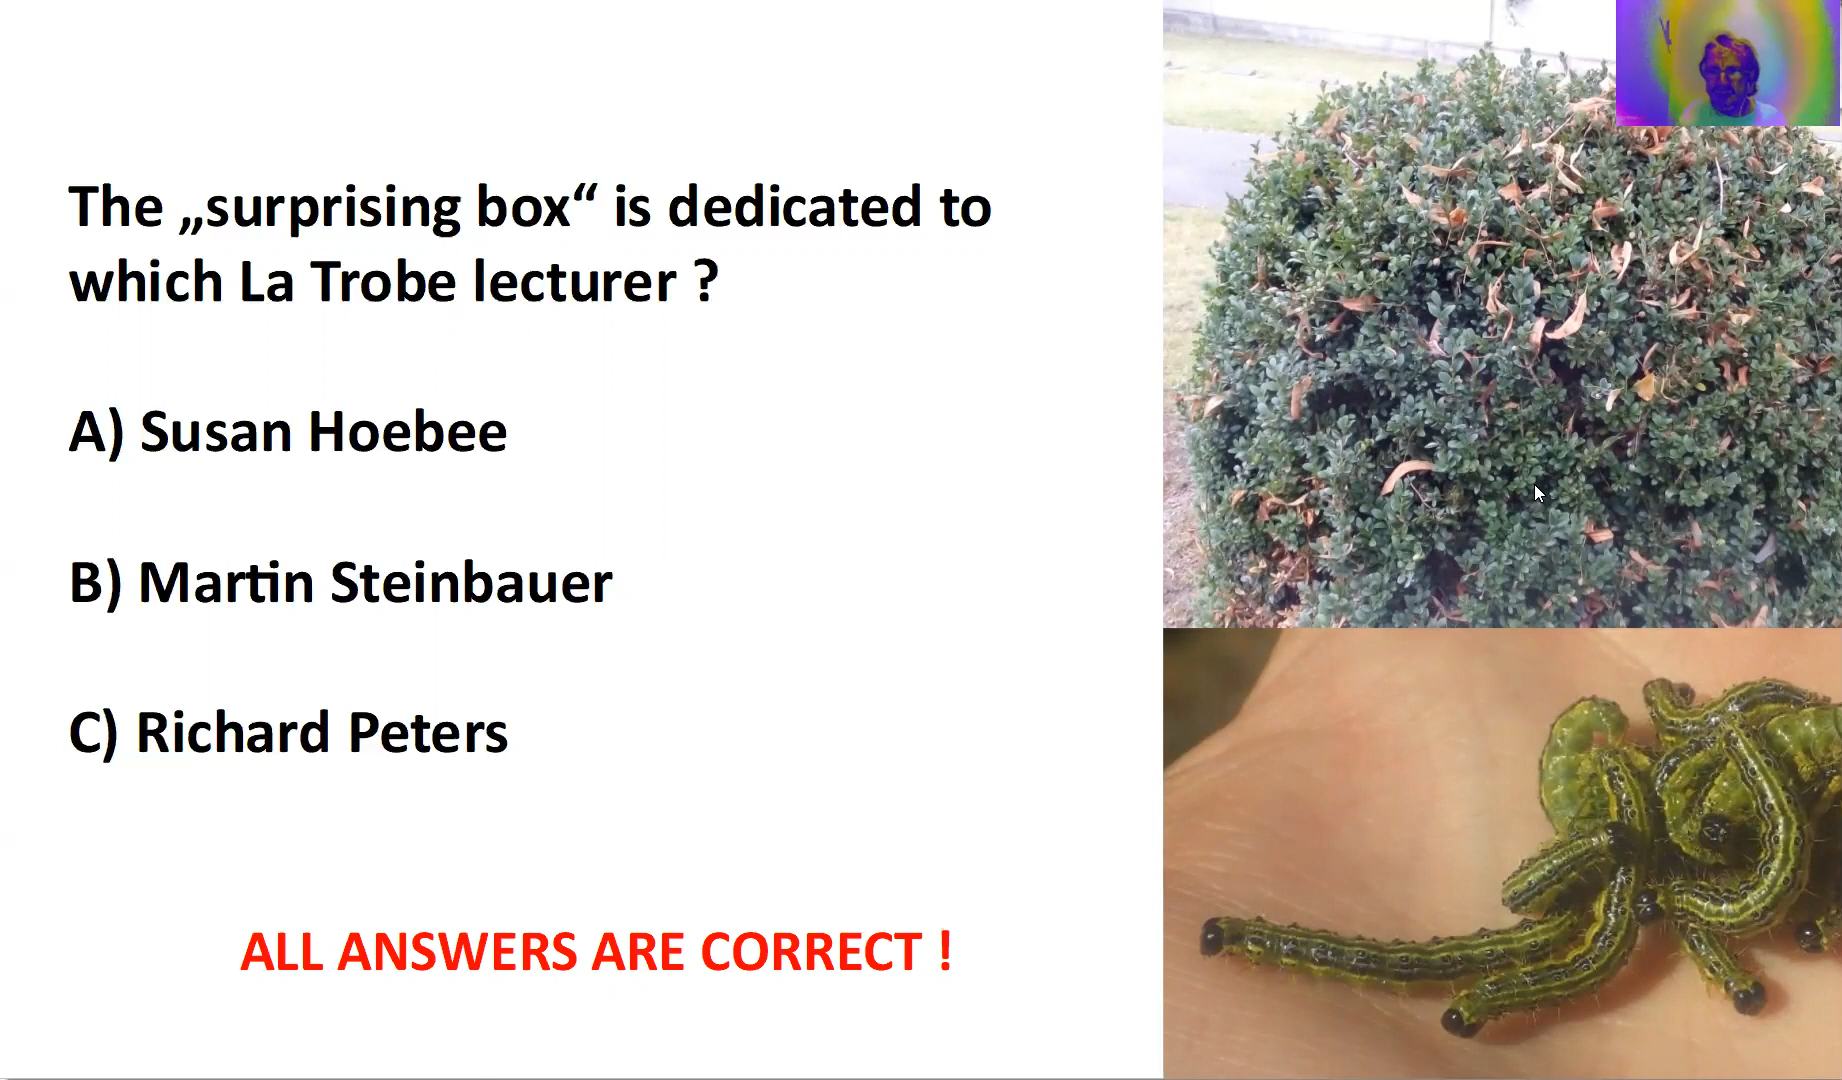 The „surprising box“ is dedicated to
which La Trobe lecturer ?
A) Susan Hoebee
B) Martin Steinbauer
C) Richard Peters
ALL ANSWERS ARE CORRECT !